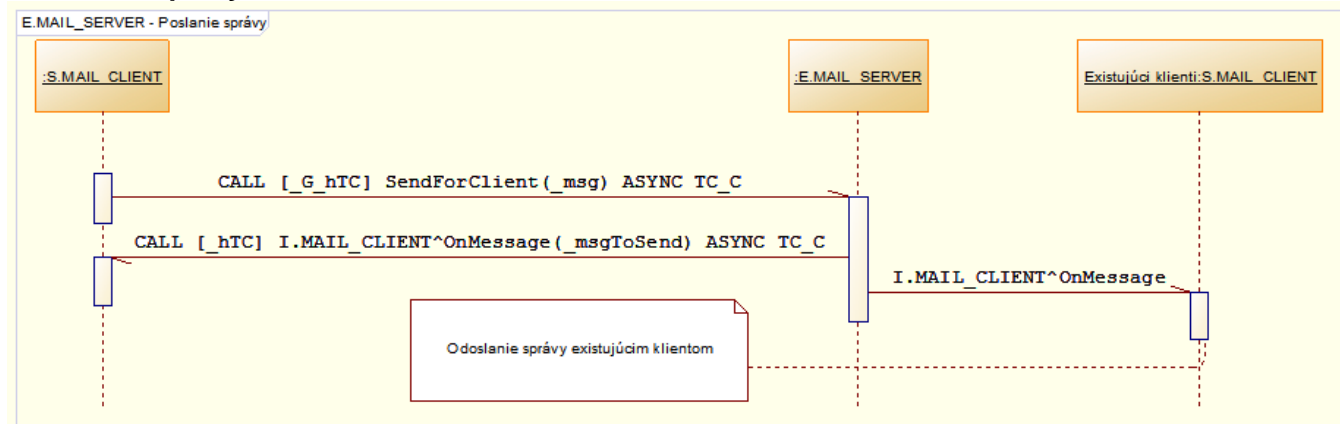 E.MAIL_SERVER - Poslanie správy
:S.MAIL_CLIENT
:E.MAIL_SERVER
Existujúci klienti:S.MAIL_CLIENT
CALL [_G_hTC] SendForClient(_msg) ASYNC TC_C
CALL [_hTC] I.MAIL_CLIENT^OnMessage(_msgToSend) ASYNC TC_C
I.MAIL_CLIENT^OnMessage
Odoslanie správy existujúcim klientom